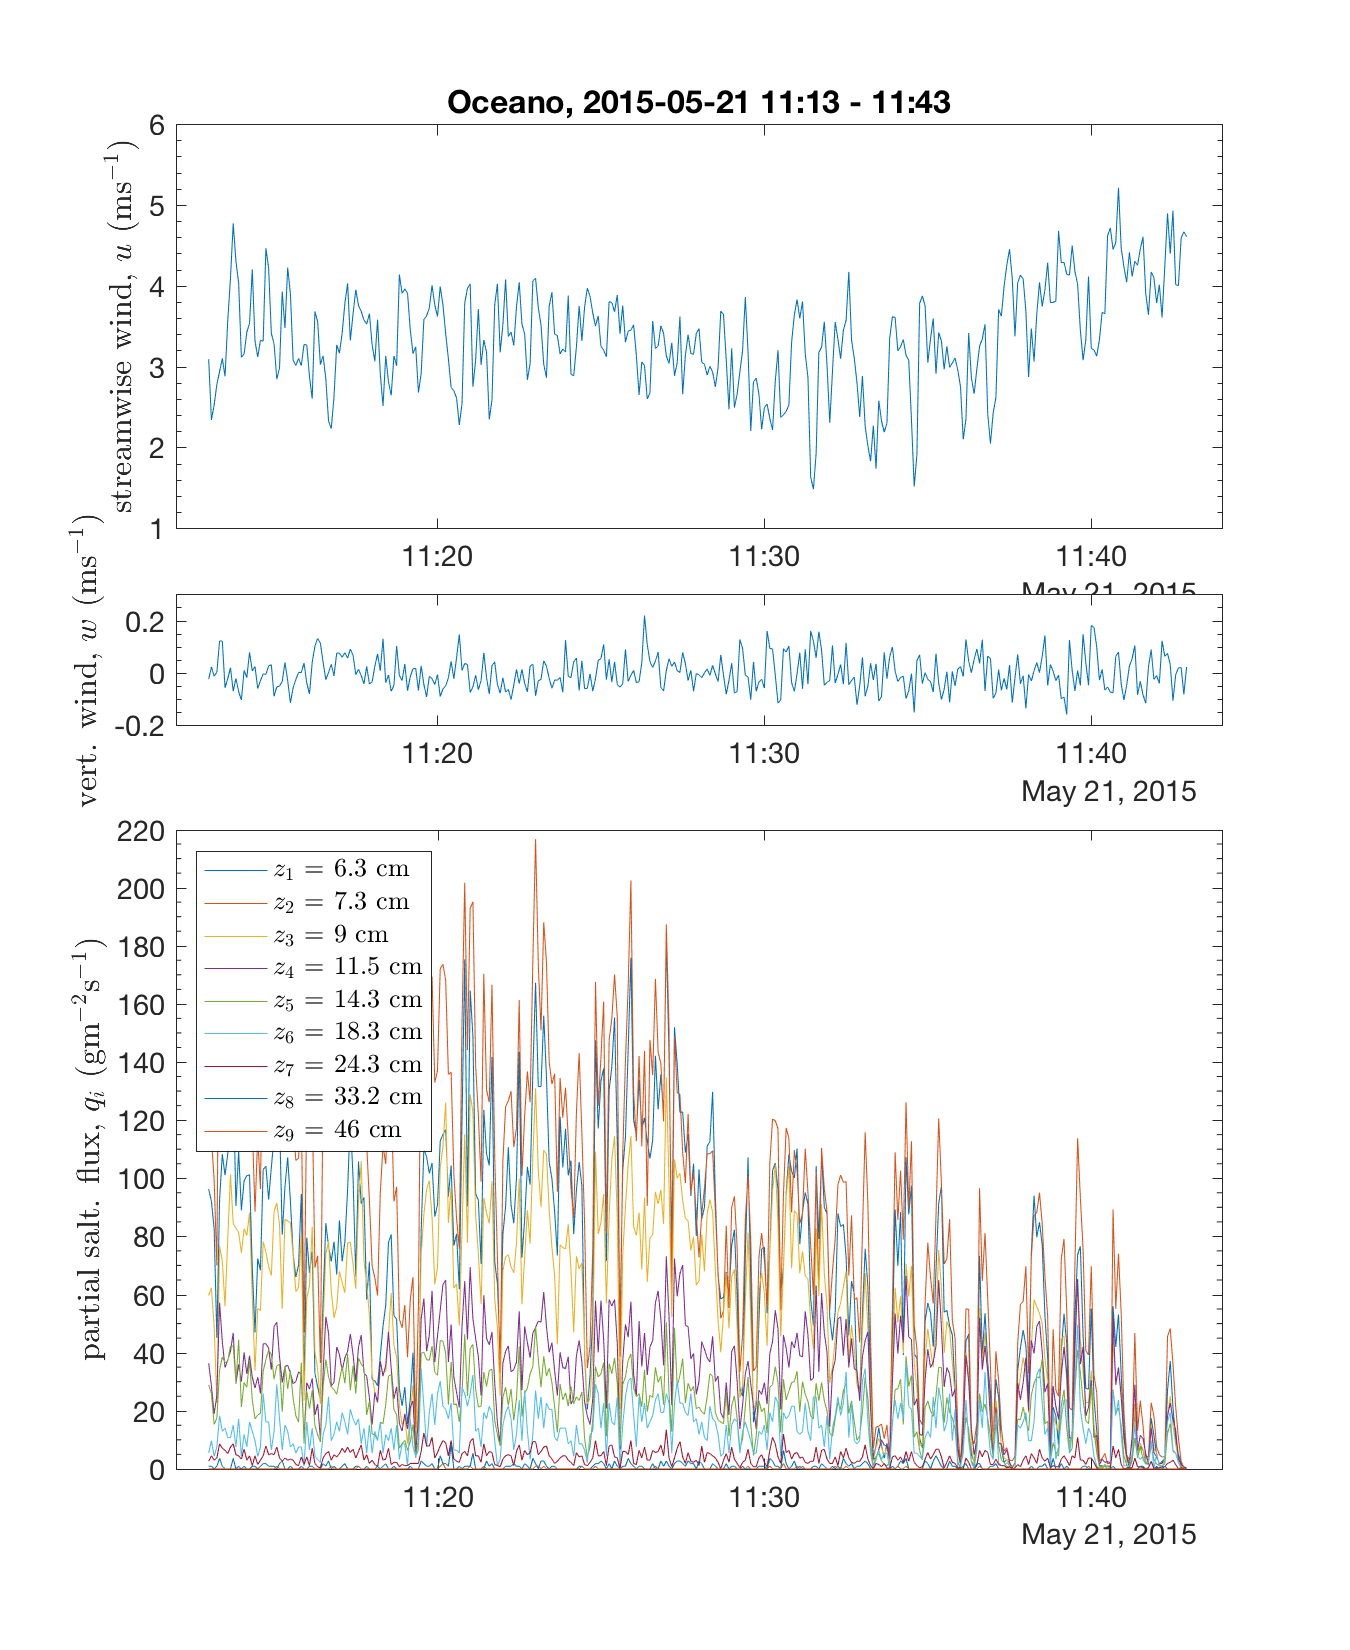 Oceano, 2015-05-21 11:13 - 11:43
streamwise wind, u (ms⁻¹)
6
5
4
3
2
1
11:20 11:30 11:40
May 21, 2015
vert. wind, w (ms⁻¹)
0.2
0
-0.2
11:20 11:30 11:40
May 21, 2015
partial salt. flux, qᵢ (gm⁻²s⁻¹)
220
200
180
160
140
120
100
80
60
40
20
0
z₁ = 6.3 cm
z₂ = 7.3 cm
z₃ = 9 cm
z₄ = 11.5 cm
z₅ = 14.3 cm
z₆ = 18.3 cm
z₇ = 24.3 cm
z₈ = 33.2 cm
z₉ = 46 cm
11:20 11:30 11:40
May 21, 2015